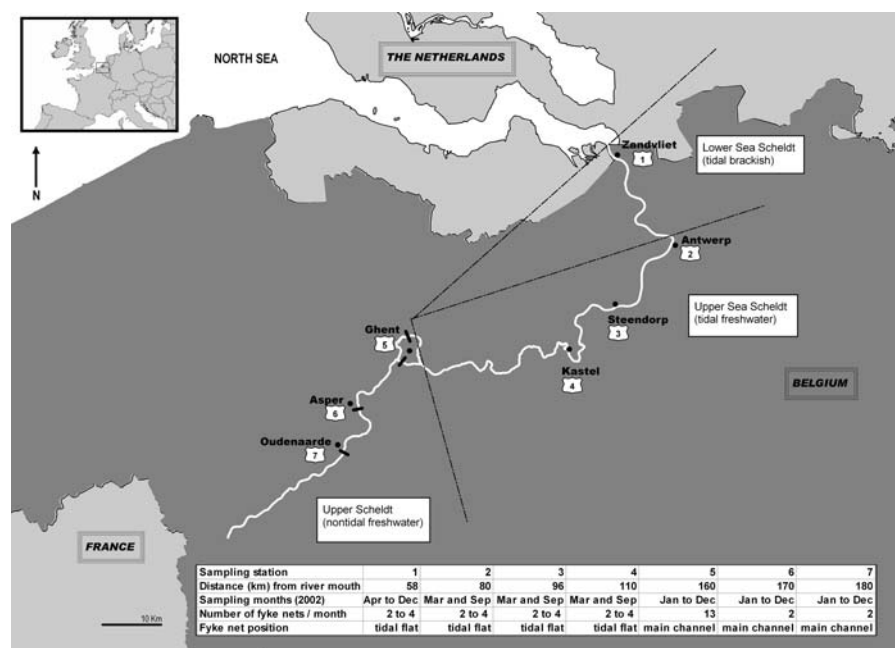 NORTH SEA
THE NETHERLANDS
N
Zandvliet
1
Lower Sea Scheldt
(tidal brackish)
Antwerp
2
Upper Sea Scheldt
(tidal freshwater)
Steendorp
3
Ghent
5
Kastel
4
BELGIUM
Asper
6
Oudenaarde
7
Upper Scheldt
(nontidal freshwater)
FRANCE
10 Km
Sampling station 1 2 3 4 5 6 7
Distance (km) from river mouth 58 80 96 110 160 170 180
Sampling months (2002) Apr to Dec Mar and Sep Mar and Sep Mar and Sep Jan to Dec Jan to Dec Jan to Dec
Number of fyke nets / month 2 to 4 2 to 4 2 to 4 2 to 4 13 2 2
Fyke net position tidal flat tidal flat tidal flat tidal flat main channel main channel main channel